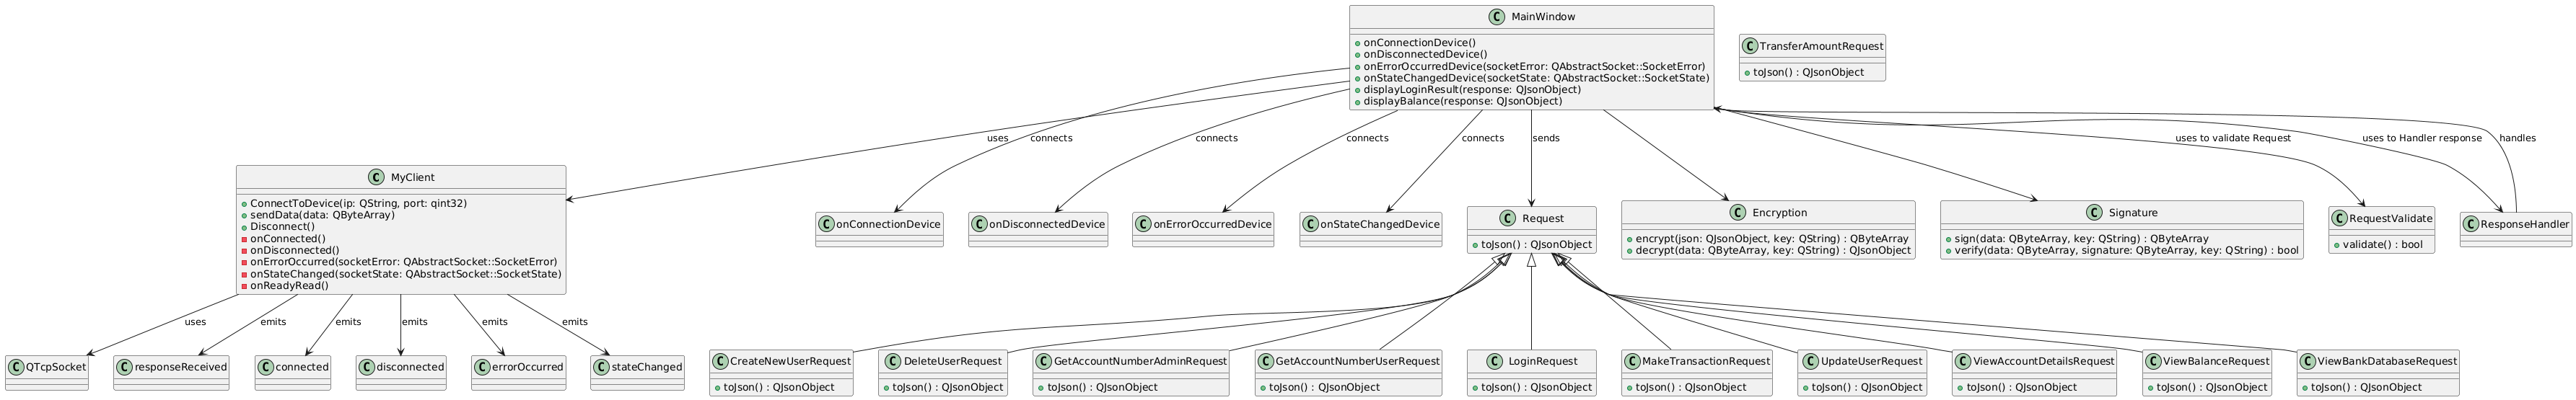 C MainWindow
onConnectionDevice()
onDisconnectedDevice()
onErrorOccurredDevice(socketError: QAbstractSocket::SocketError)
onStateChangedDevice(socketState: QAbstractSocket::SocketState)
displayLoginResult(response: QJsonObject)
displayBalance(response: QJsonObject)
C TransferAmountRequest
toJson() : QJsonObject
uses
connects
connects
connects
connects
sends
uses to validate Request
uses to Handler response
handles
C MyClient
ConnectToDevice(ip: QString, port: qint32)
sendData(data: QByteArray)
Disconnect()
onConnected()
onDisconnected()
onErrorOccurred(socketError: QAbstractSocket::SocketError)
onStateChanged(socketState: QAbstractSocket::SocketState)
onReadyRead()
C onConnectionDevice
C onDisconnectedDevice
C onErrorOccurredDevice
C onStateChangedDevice
C Request
toJson() : QJsonObject
C Encryption
encrypt(json: QJsonObject, key: QString) : QByteArray
decrypt(data: QByteArray, key: QString) : QJsonObject
C Signature
sign(data: QByteArray, key: QString) : QByteArray
verify(data: QByteArray, signature: QByteArray, key: QString) : bool
C RequestValidate
validate() : bool
C ResponseHandler
uses
emits
emits
emits
emits
emits
C QTcpSocket
C responseReceived
C connected
C disconnected
C errorOccurred
C stateChanged
C CreateNewUserRequest
toJson() : QJsonObject
C DeleteUserRequest
toJson() : QJsonObject
C GetAccountNumberAdminRequest
toJson() : QJsonObject
C GetAccountNumberUserRequest
toJson() : QJsonObject
C LoginRequest
toJson() : QJsonObject
C MakeTransactionRequest
toJson() : QJsonObject
C UpdateUserRequest
toJson() : QJsonObject
C ViewAccountDetailsRequest
toJson() : QJsonObject
C ViewBalanceRequest
toJson() : QJsonObject
C ViewBankDatabaseRequest
toJson() : QJsonObject